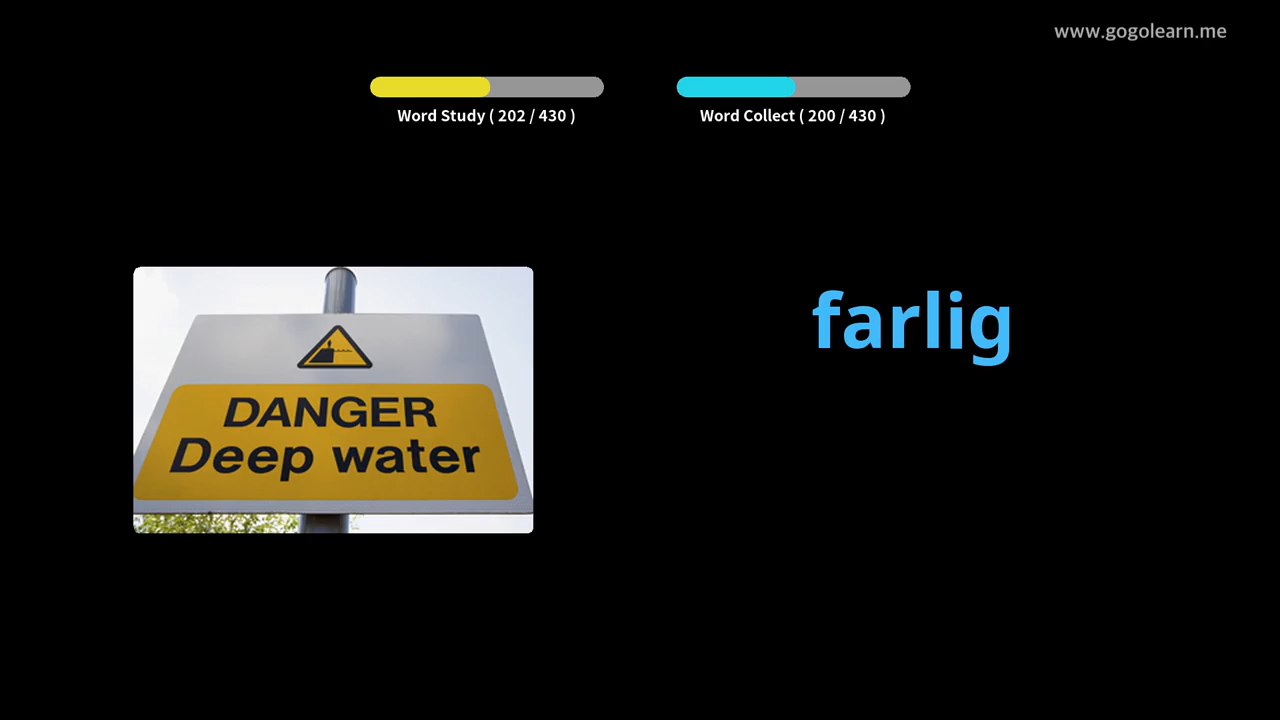 www.gogolearn.me
Word Study ( 202 / 430 )
Word Collect ( 200 / 430 )
DANGER
Deep water
farlig